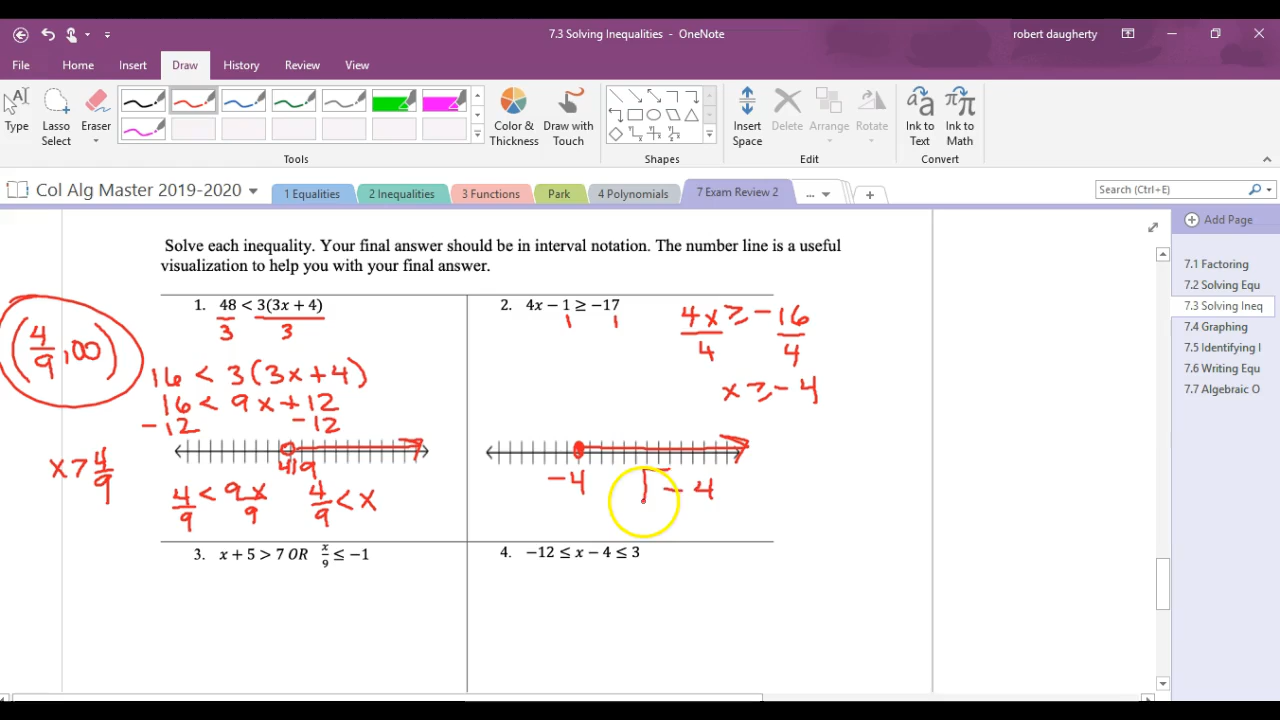 7.3 Solving Inequalities - OneNote
robert daugherty
File Home Insert Draw History Review View
Type
Lasso Select
Eraser
Color & Thickness
Draw with Touch
Insert Space
Delete
Arrange
Rotate
Ink to Text
Ink to Math
Tools
Shapes
Edit
Convert
Col Alg Master 2019-2020
1 Equalities
2 Inequalities
3 Functions
Park
4 Polynomials
7 Exam Review 2
...
Search (Ctrl+E)
Add Page
7.1 Factoring
7.2 Solving Equ
7.3 Solving Ineq
7.4 Graphing
7.5 Identifying I
7.6 Writing Equ
7.7 Algebraic O
Solve each inequality. Your final answer should be in interval notation. The number line is a useful
visualization to help you with your final answer.
1. 48 < 3(3x + 4)
3 3
(4/9, ∞)
16 < 3(3x+4)
16 < 9x+12
-12 -12
4/9
x > 4/9
4/9 < 9x/9 4/9 < x
2. 4x − 1 ≥ −17
1 1
4x/4 ≥ -16/4
x ≥ -4
-4
[-4
3. x + 5 > 7 OR x/9 ≤ −1
4. −12 ≤ x − 4 ≤ 3